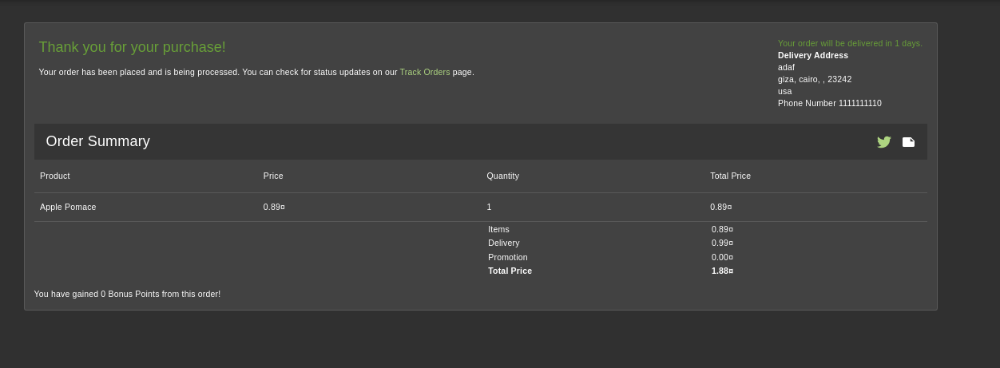 Thank you for your purchase!
Your order has been placed and is being processed. You can check for status updates on our Track Orders page.
Your order will be delivered in 1 days.
Delivery Address
adaf
giza, cairo, , 23242
usa
Phone Number 1111111110
Order Summary
Product Price Quantity Total Price
Apple Pomace 0.89¤ 1 0.89¤
Items 0.89¤
Delivery 0.99¤
Promotion 0.00¤
Total Price 1.88¤
You have gained 0 Bonus Points from this order!